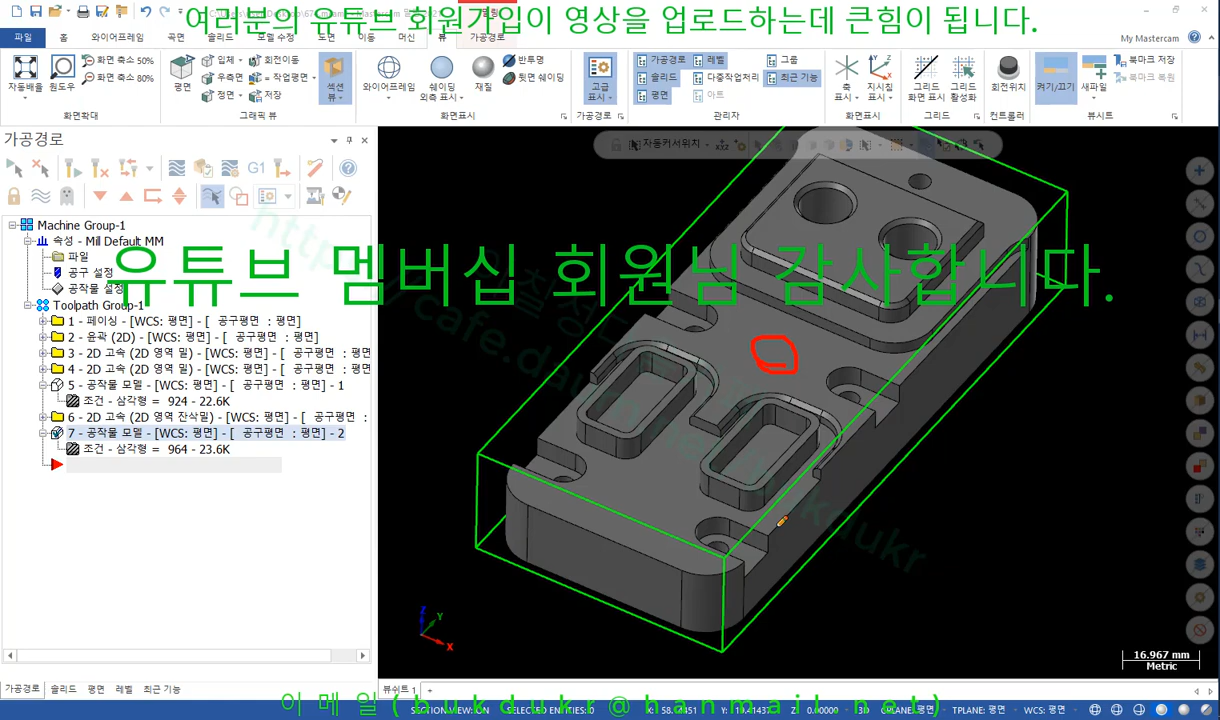 여러분의 유튜브 회원가입이 영상을 업로드하는데 큰힘이 됩니다.
파일 홈 와이어프레임 곡면 솔리드 모델 수정 도면 이동 머신 뷰 가공경로
My Mastercam
자동배율 원도우 화면 축소 50% 화면 축소 80%
화면확대
평면 입체 우측면 정면 회전이동 = 작업평면 저장 섹션 뷰
그래픽 뷰
와이어프레임 쉐이딩 외측 표시 재질 반투명 뒷면 쉐이딩
화면표시
고급 표시
가공경로
가공경로 레벨 그룹
솔리드 다중작업처리 최근 기능
평면 아트
관리자
축 표시 지시침 표시
화면표시
그리드 화면 표시 그리드 활성화
그리드
회전위치
컨트롤러
켜기/끄기 새파일 북마크 저장 북마크 복원
뷰시트
가공경로
자동커서위치
G1
Machine Group-1
속성 - Mill Default MM
파일
공구 설정
공작물 설정
Toolpath Group-1
1 - 페이싱 - [WCS: 평면] - [ 공구평면 : 평면]
2 - 윤곽 (2D) - [WCS: 평면] - [ 공구평면 : 평면]
3 - 2D 고속 (2D 영역 밀) - [WCS: 평면] - [ 공구평면 : 평면
4 - 2D 고속 (2D 영역 밀) - [WCS: 평면] - [ 공구평면 : 평면
5 - 공작물 모델 - [WCS: 평면] - [ 공구평면 : 평면] - 1
조건 - 삼각형 = 924 - 22.6K
6 - 2D 고속 (2D 영역 잔삭밀) - [WCS: 평면] - [ 공구평면 :
7 - 공작물 모델 - [WCS: 평면] - [ 공구평면 : 평면] - 2
조건 - 삼각형 = 964 - 23.6K
유튜브 멤버십 회원님 감사합니다.
Z
Y
X
16.967 mm
Metric
가공경로 솔리드 평면 레벨 최근 기능
뷰쉬트 1 +
이 메 일 ( b u k d u k r @ h a n m a i l . n e t )
SECTION VIEW: ON SELECTED ENTITIES: 0 Z: 0.00000 3D CPLANE: 평면 TPLANE: 평면 WCS: 평면